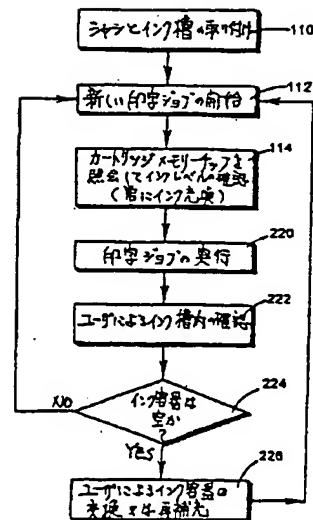 シャシとインク槽の取り付け
110
新しい印字ジョブの開始
112
カートリッジメモリーチップを
照会してインクレベルの確認
(常にインク充填)
114
印字ジョブの実行
220
ユーザによるインク槽内の確認
222
インク容器は
空か
?
224
NO
YES
226
ユーザによるインク容器の
交換又は再補充